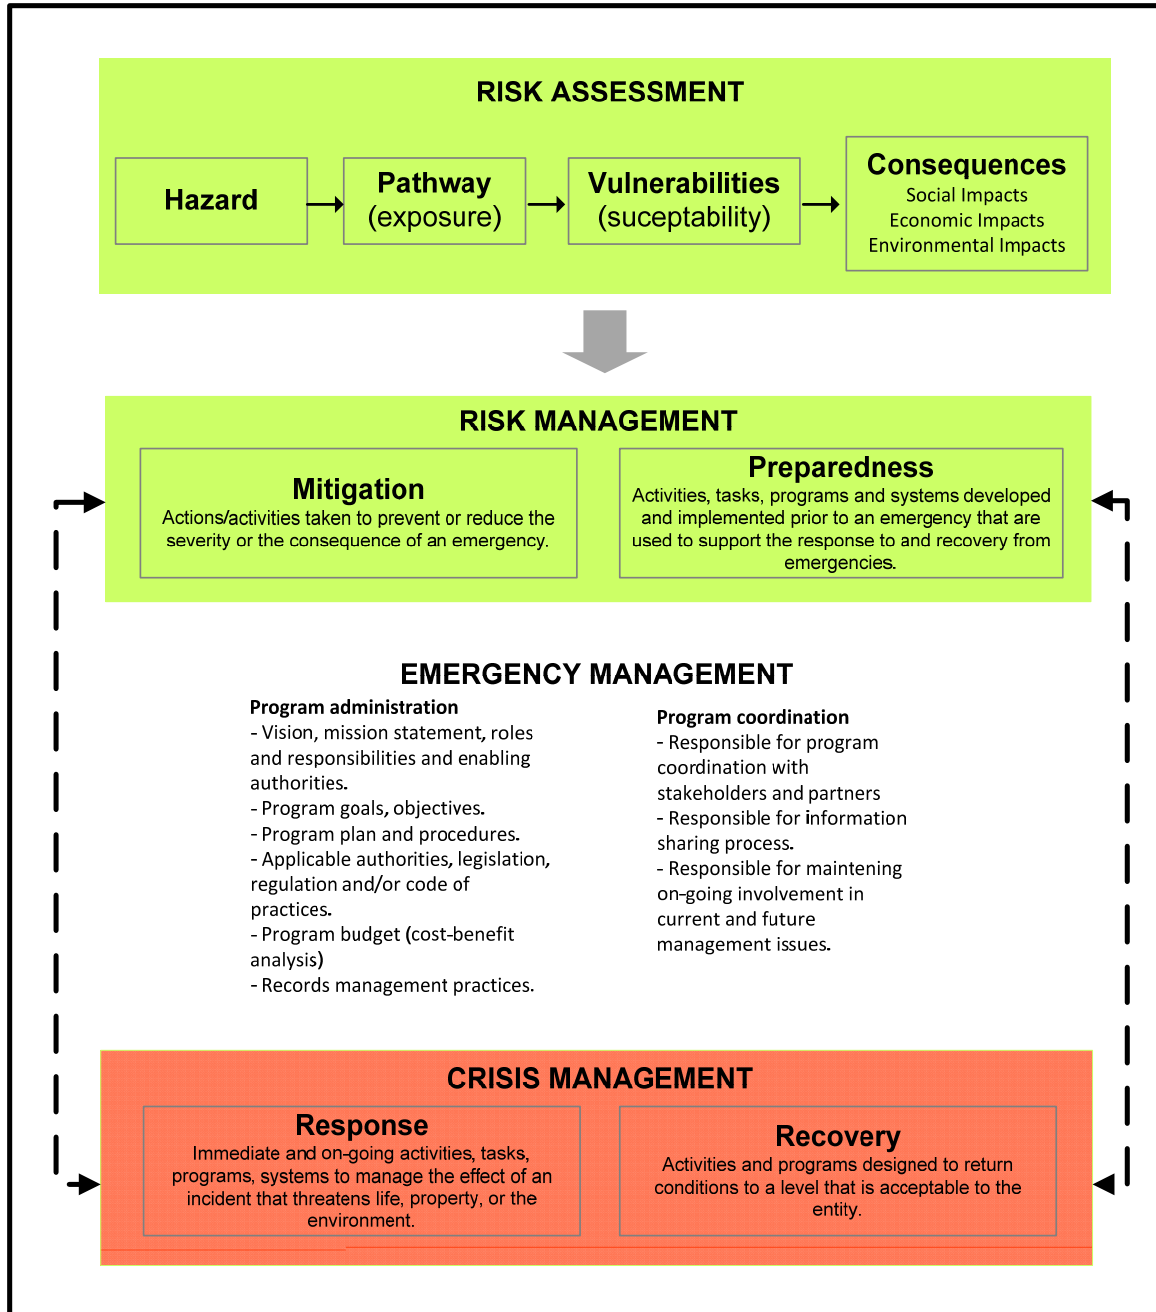 RISK ASSESSMENT
Hazard
Pathway
(exposure)
Vulnerabilities
(suceptability)
Consequences
Social Impacts
Economic Impacts
Environmental Impacts
RISK MANAGEMENT
Mitigation
Actions/activities taken to prevent or reduce the
severity or the consequence of an emergency.
Preparedness
Activities, tasks, programs and systems developed
and implemented prior to an emergency that are
used to support the response to and recovery from
emergencies.
EMERGENCY MANAGEMENT
Program administration
- Vision, mission statement, roles
and responsibilities and enabling
authorities.
- Program goals, objectives.
- Program plan and procedures.
- Applicable authorities, legislation,
regulation and/or code of
practices.
- Program budget (cost-benefit
analysis)
- Records management practices.
Program coordination
- Responsible for program
coordination with
stakeholders and partners
- Responsible for information
sharing process.
- Responsible for maintening
on-going involvement in
current and future
management issues.
CRISIS MANAGEMENT
Response
Immediate and on-going activities, tasks,
programs, systems to manage the effect of an
incident that threatens life, property, or the
environment.
Recovery
Activities and programs designed to return
conditions to a level that is acceptable to the
entity.